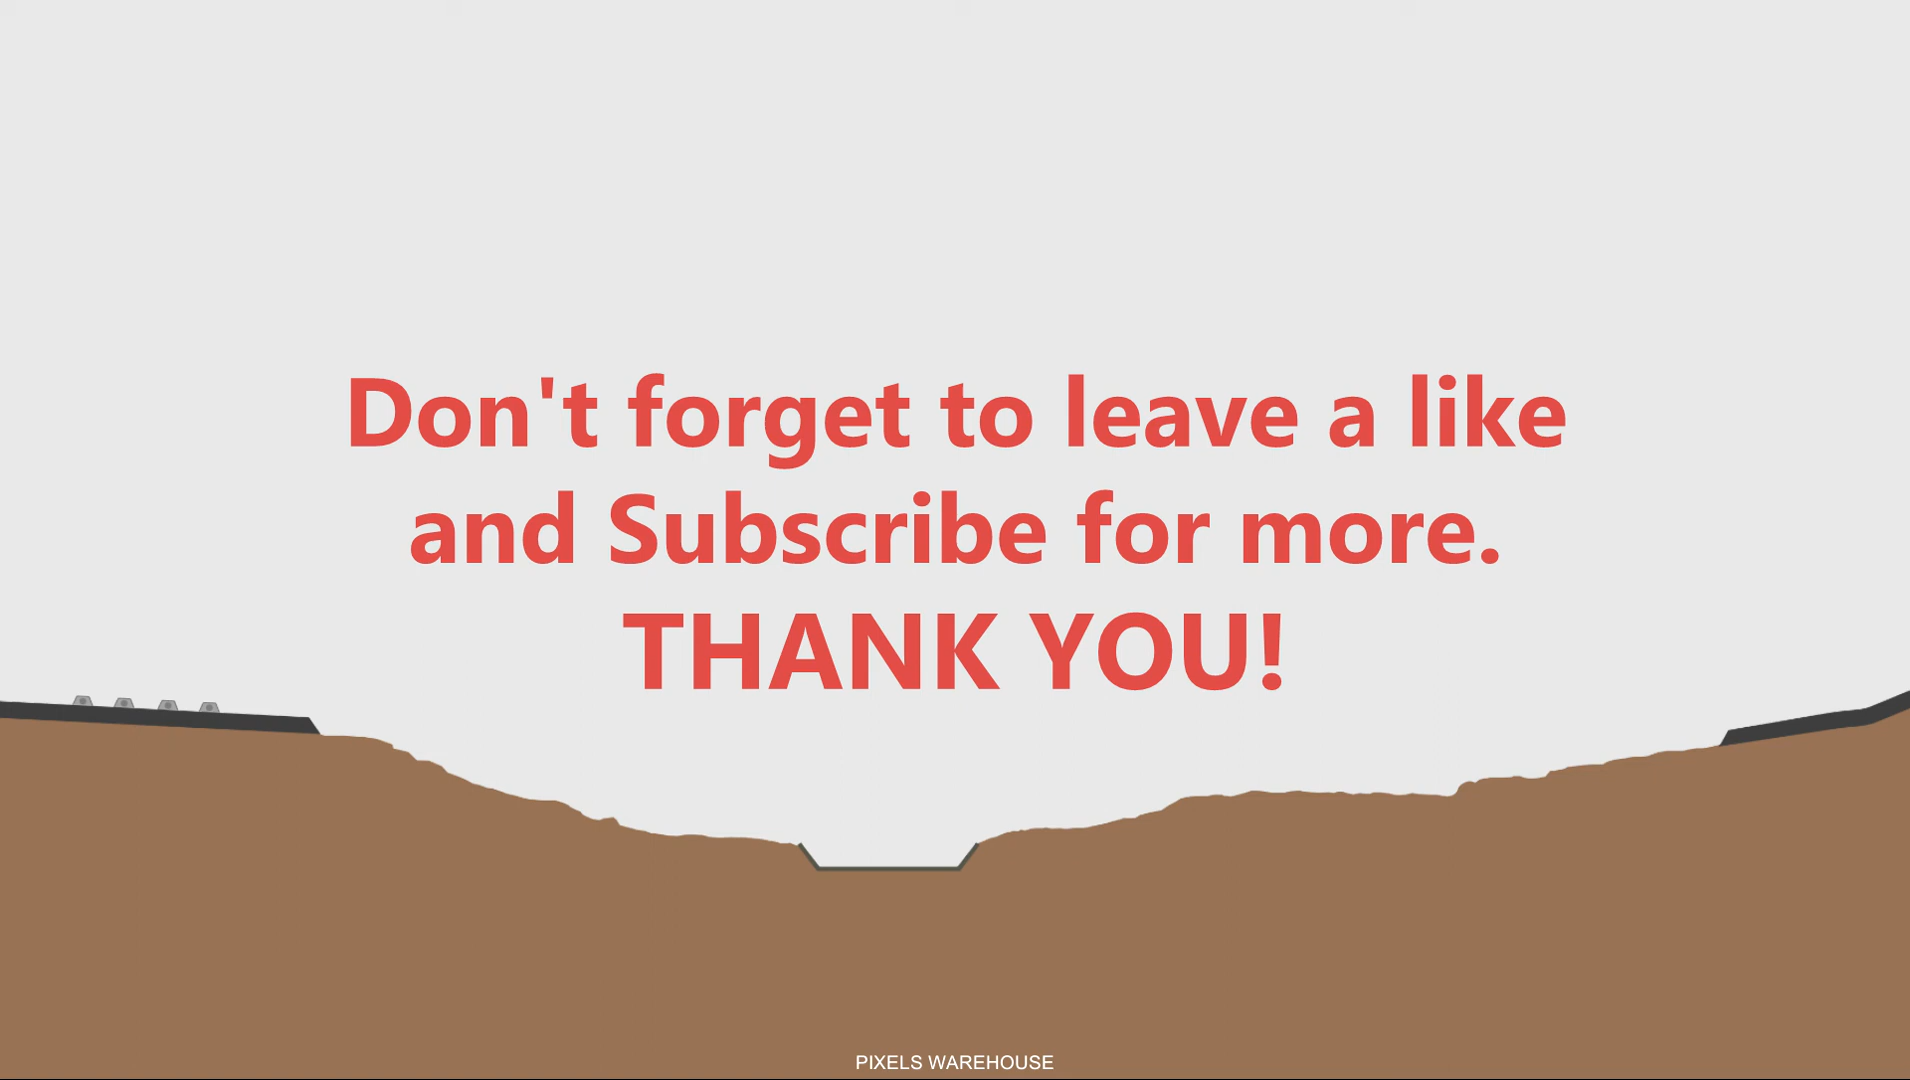 Don't forget to leave a like
and Subscribe for more.
THANK YOU!
PIXELS WAREHOUSE